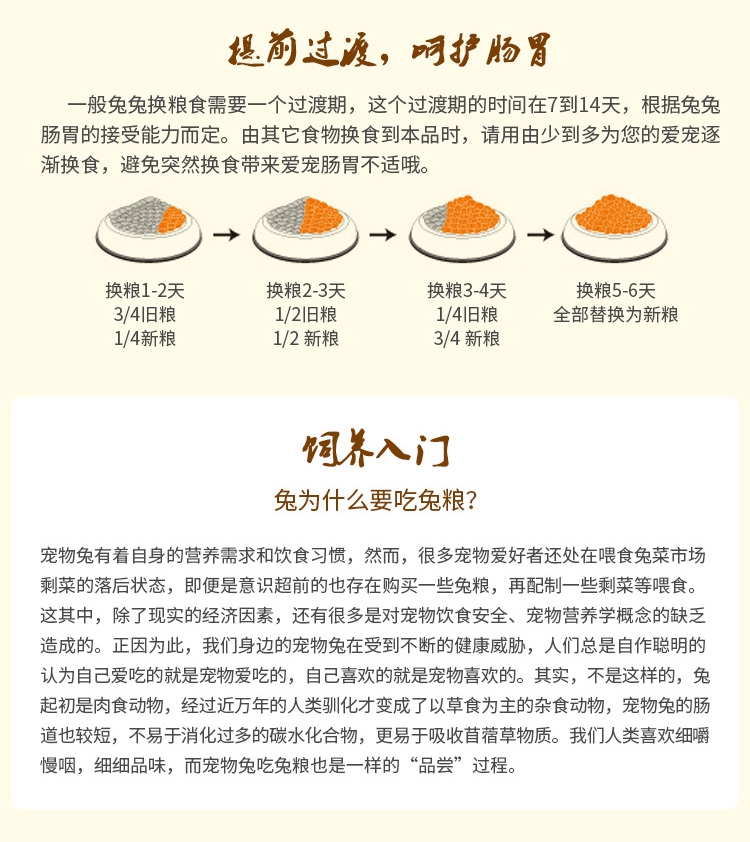 提前过渡，呵护肠胃
一般兔兔换粮食需要一个过渡期，这个过渡期的时间在7到14天，根据兔兔
肠胃的接受能力而定。由其它食物换食到本品时，请用由少到多为您的爱宠逐
渐换食，避免突然换食带来爱宠肠胃不适哦。
换粮1-2天
3/4旧粮
1/4新粮
换粮2-3天
1/2旧粮
1/2 新粮
换粮3-4天
1/4旧粮
3/4 新粮
换粮5-6天
全部替换为新粮
饲养入门
兔为什么要吃兔粮？
宠物兔有着自身的营养需求和饮食习惯，然而，很多宠物爱好者还处在喂食兔菜市场
剩菜的落后状态，即便是意识超前的也存在购买一些兔粮，再配制一些剩菜等喂食。
这其中，除了现实的经济因素，还有很多是对宠物饮食安全、宠物营养学概念的缺乏
造成的。正因为此，我们身边的宠物兔在受到不断的健康威胁，人们总是自作聪明的
认为自己爱吃的就是宠物爱吃的，自己喜欢的就是宠物喜欢的。其实，不是这样的，兔
起初是肉食动物，经过近万年的人类驯化才变成了以草食为主的杂食动物，宠物兔的肠
道也较短，不易于消化过多的碳水化合物，更易于吸收苜蓿草物质。我们人类喜欢细嚼
慢咽，细细品味，而宠物兔吃兔粮也是一样的“品尝”过程。